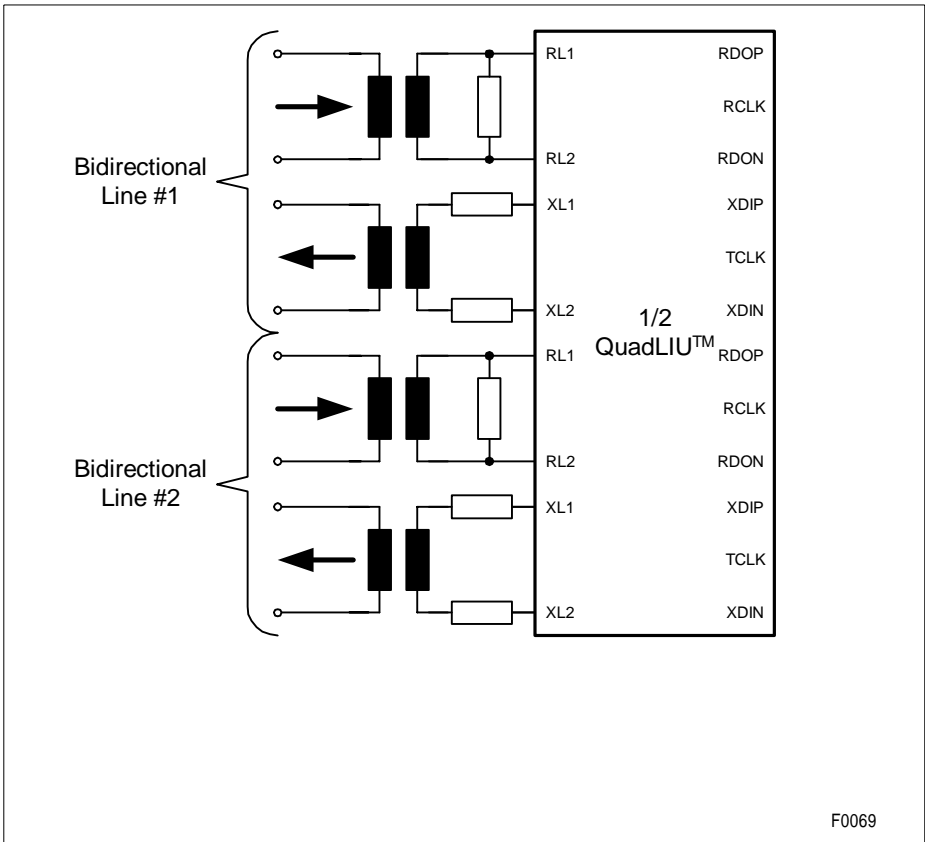 RL1 RDOP
RCLK
RL2 RDON
Bidirectional
Line #1
XL1 XDIP
TCLK
XL2 XDIN
1/2
QuadLIU™
RL1 RDOP
RCLK
RL2 RDON
Bidirectional
Line #2
XL1 XDIP
TCLK
XL2 XDIN
F0069